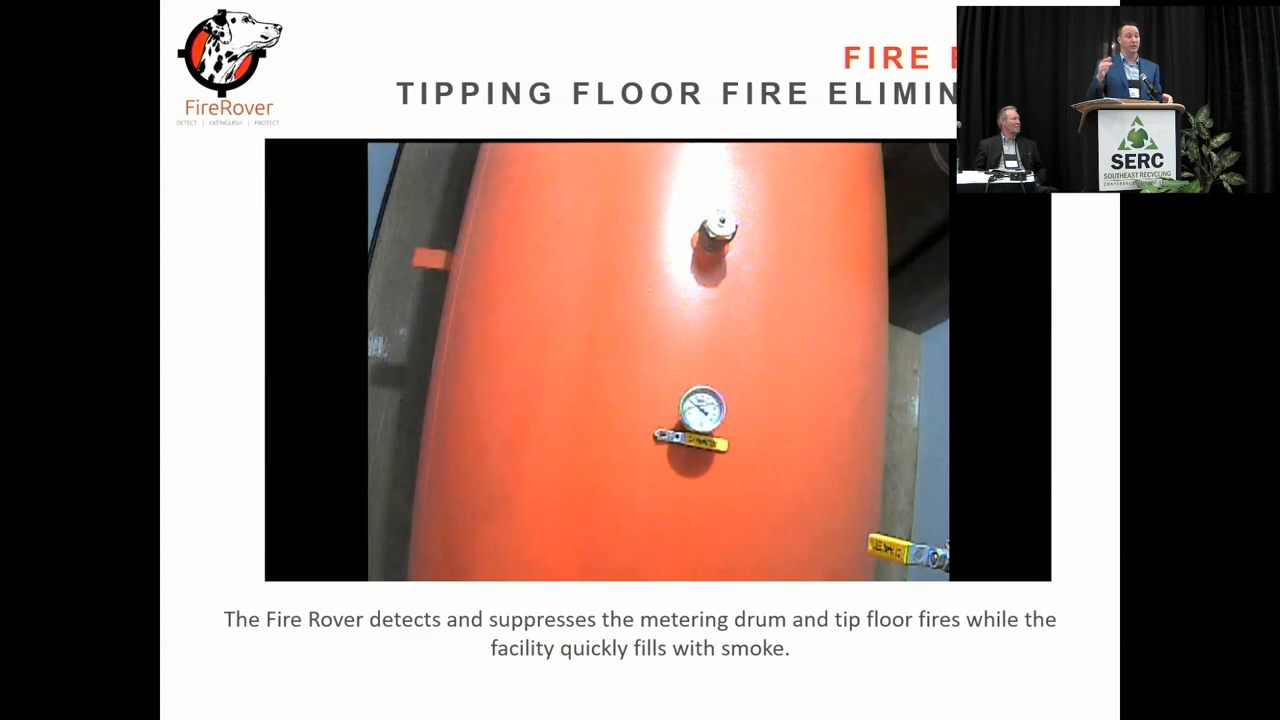 FireRover
DETECT | EXTINGUISH | PROTECT
FIRE
TIPPING FLOOR FIRE ELIMIN
SERC
SOUTHEAST RECYCLING
The Fire Rover detects and suppresses the metering drum and tip floor fires while the
facility quickly fills with smoke.